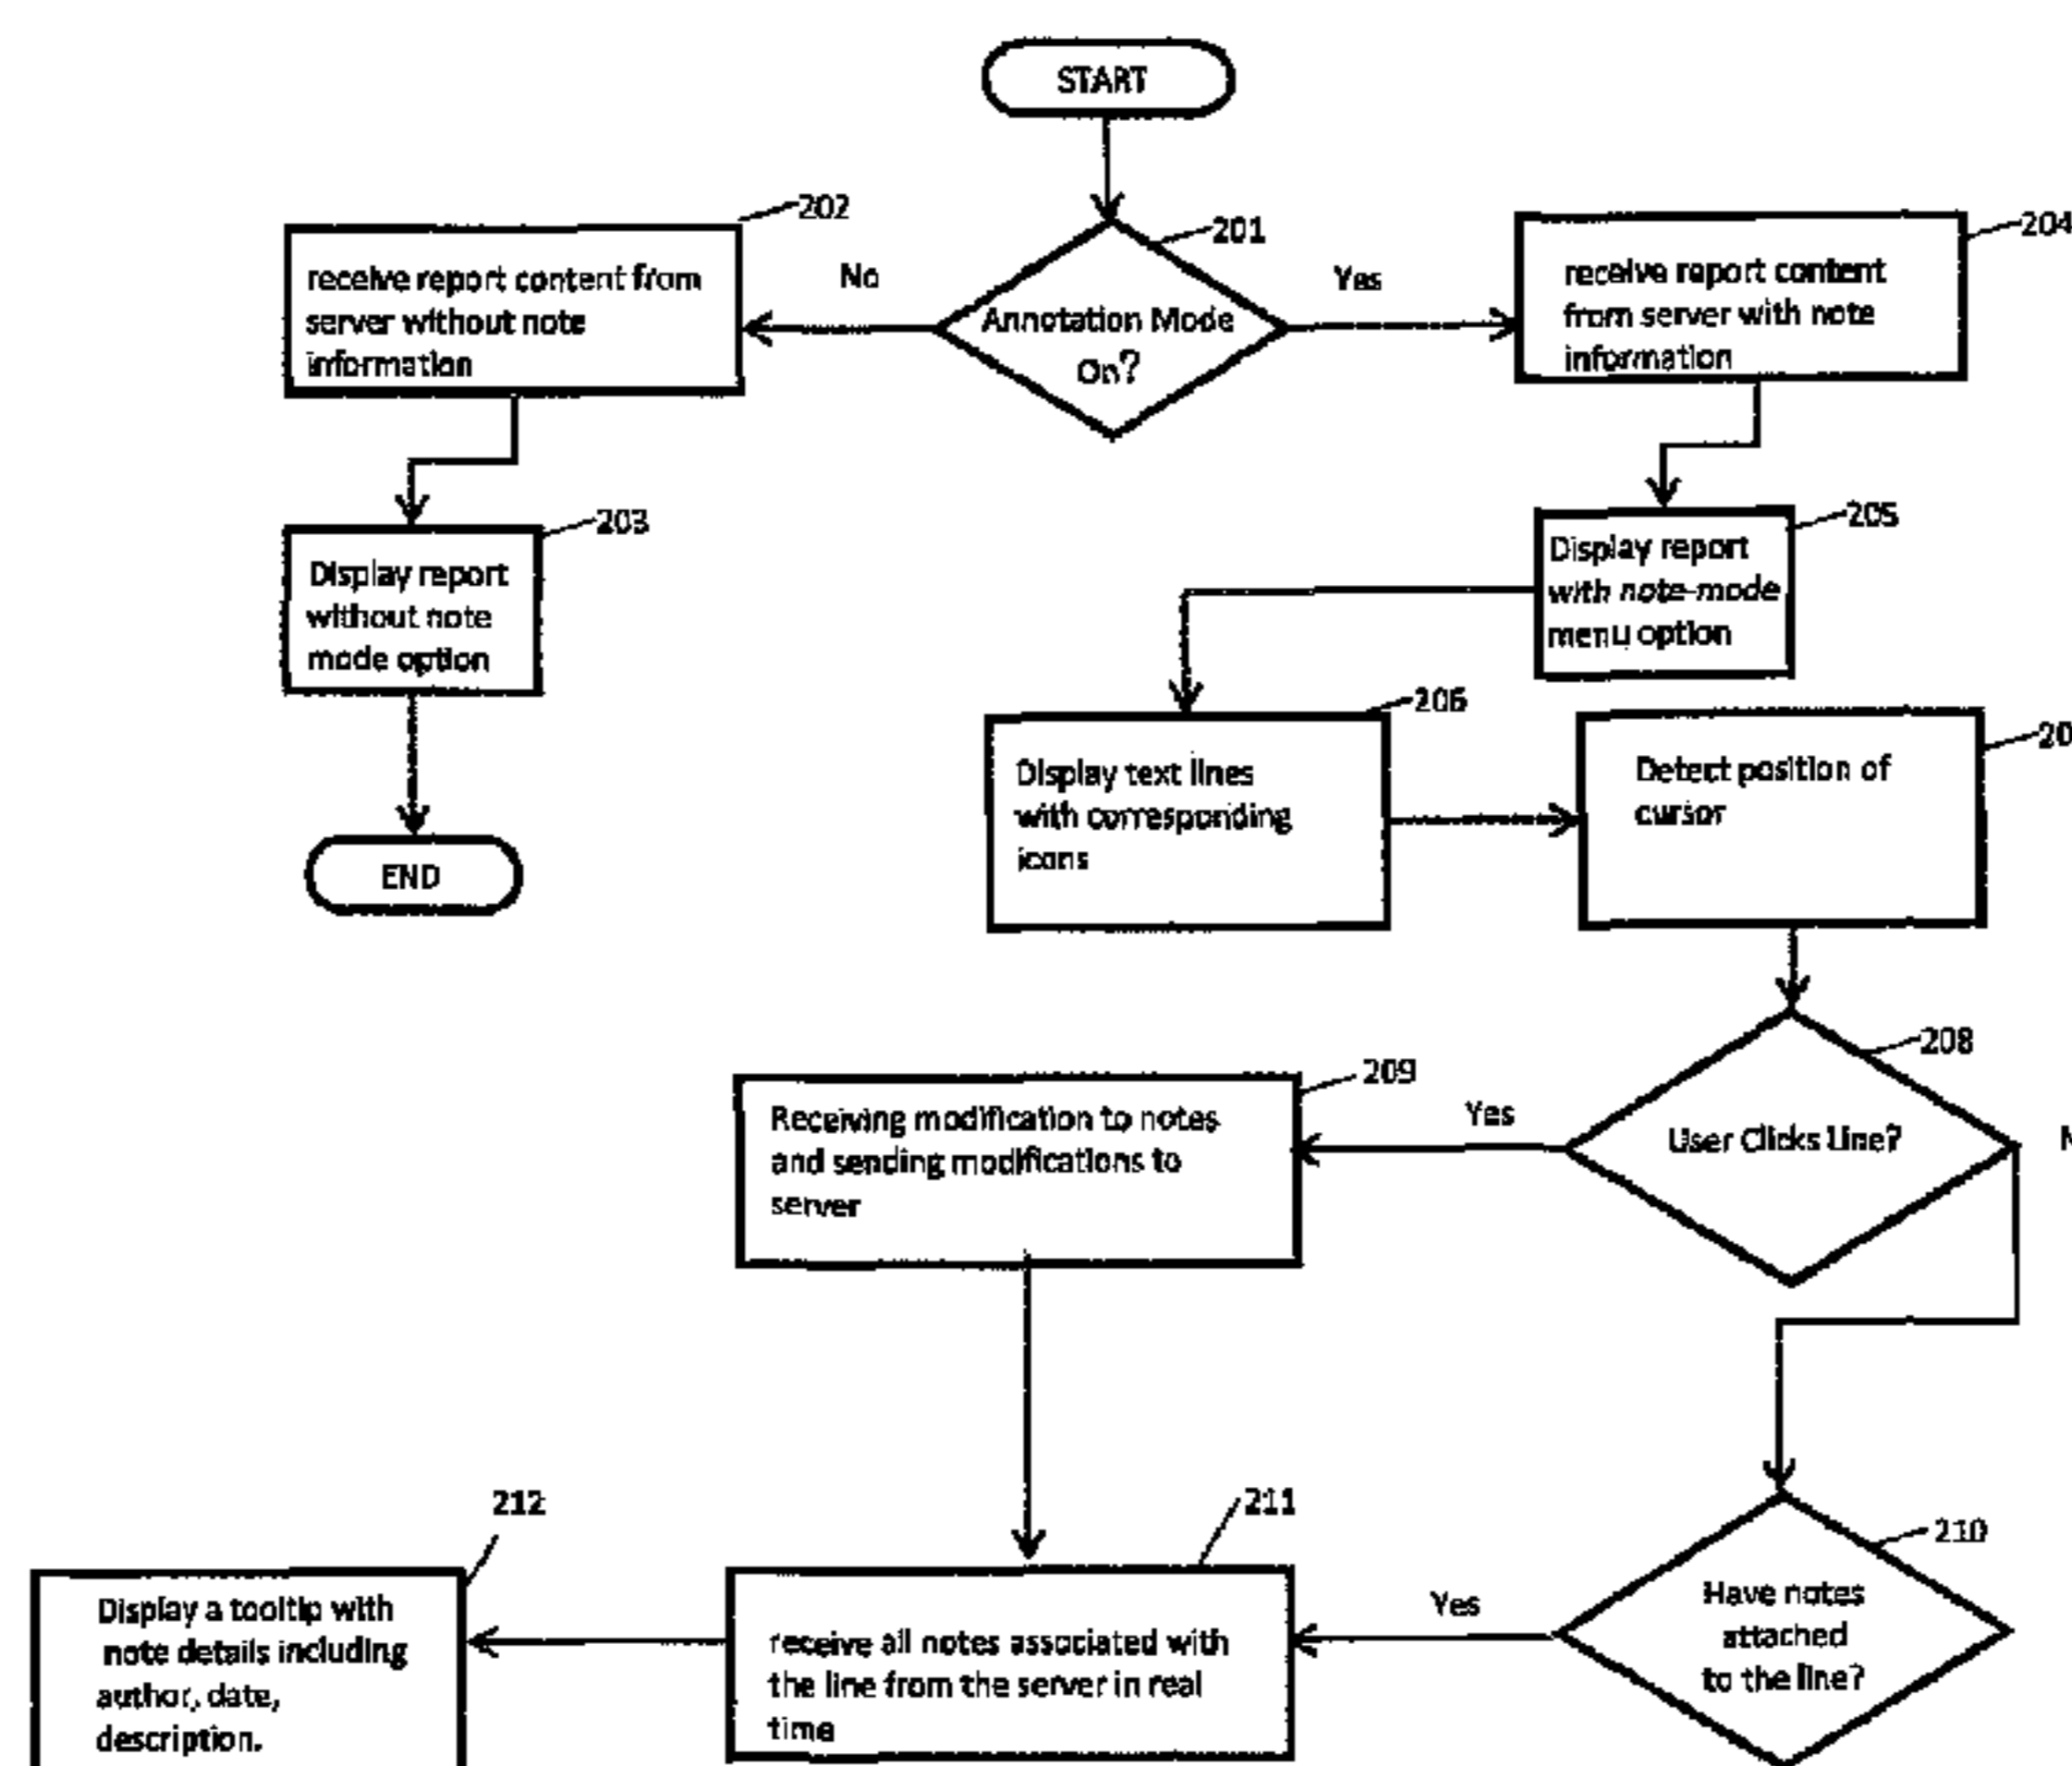 START
202
201
204
receive report content from
server without note
information
No
Annotation Mode
On?
Yes
receive report content
from server with note
information
203
205
Display report
without note
mode option
Display report
with note-mode
menu option
206
20
Display text lines
with corresponding
icons
Detect position of
cursor
END
208
209
Receiving modification to notes
and sending modifications to
server
Yes
User Clicks Line?
212
211
210
Display a tooltip with
note details including
author, date,
description.
receive all notes associated with
the line from the server in real
time
Yes
Have notes
attached
to the line?